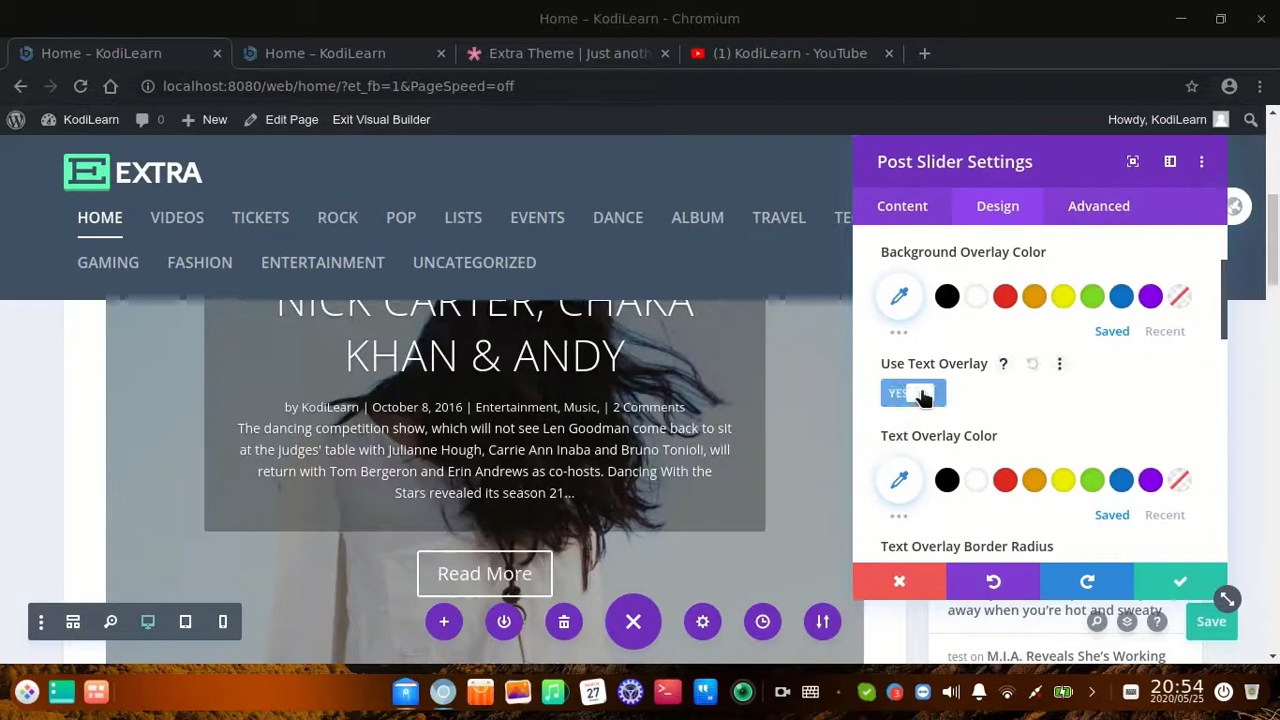 Home – KodiLearn - Chromium
Home – KodiLearn
Home – KodiLearn
Extra Theme | Just anoth
(1) KodiLearn - YouTube
localhost:8080/web/home/?et_fb=1&PageSpeed=off
KodiLearn 0 New Edit Page Exit Visual Builder Howdy, KodiLearn
E EXTRA
HOME VIDEOS TICKETS ROCK POP LISTS EVENTS DANCE ALBUM TRAVEL TE
GAMING FASHION ENTERTAINMENT UNCATEGORIZED
NICK CARTER, CHAKA
KHAN & ANDY
by KodiLearn | October 8, 2016 | Entertainment, Music, | 2 Comments
The dancing competition show, which will not see Len Goodman come back to sit
at the judges' table with Julianne Hough, Carrie Ann Inaba and Bruno Tonioli, will
return with Tom Bergeron and Erin Andrews as co-hosts. Dancing With the
Stars revealed its season 21...
Read More
Post Slider Settings
Content Design Advanced
Background Overlay Color
Saved Recent
Use Text Overlay ?
YES
Text Overlay Color
Saved Recent
Text Overlay Border Radius
away when you're hot and sweaty
? Save
test on M.I.A. Reveals She's Working
27
3
20:54
2020/05/25